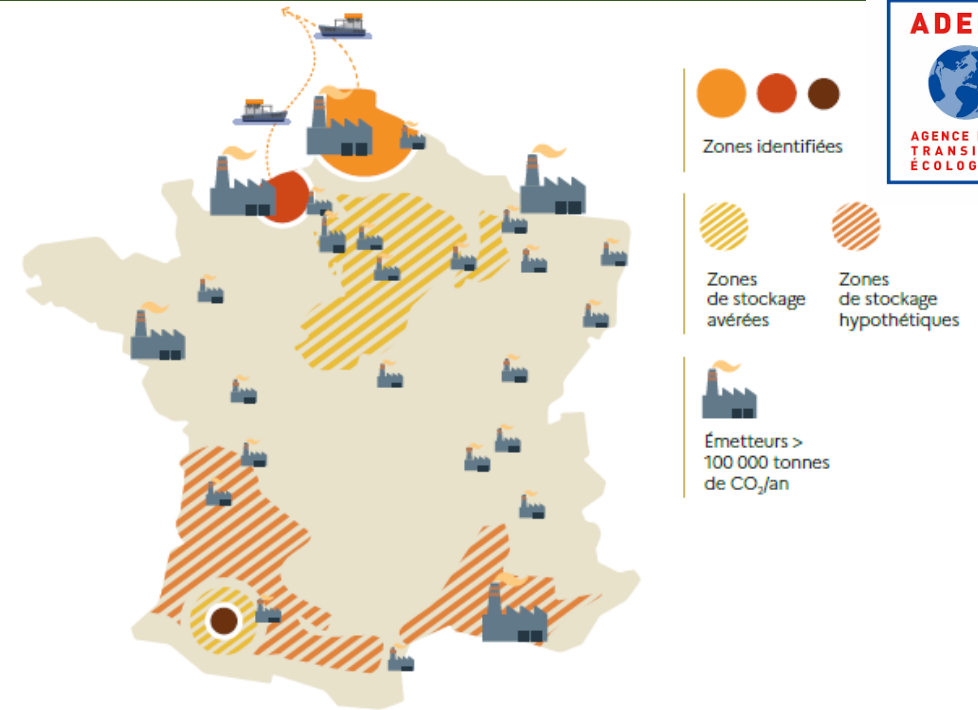 Zones identifiées
Zones
de stockage
avérées
Zones
de stockage
hypothétiques
Émetteurs >
100 000 tonnes
de CO₂/an
ADE
AGENCE
TRANSI
ÉCOLOG